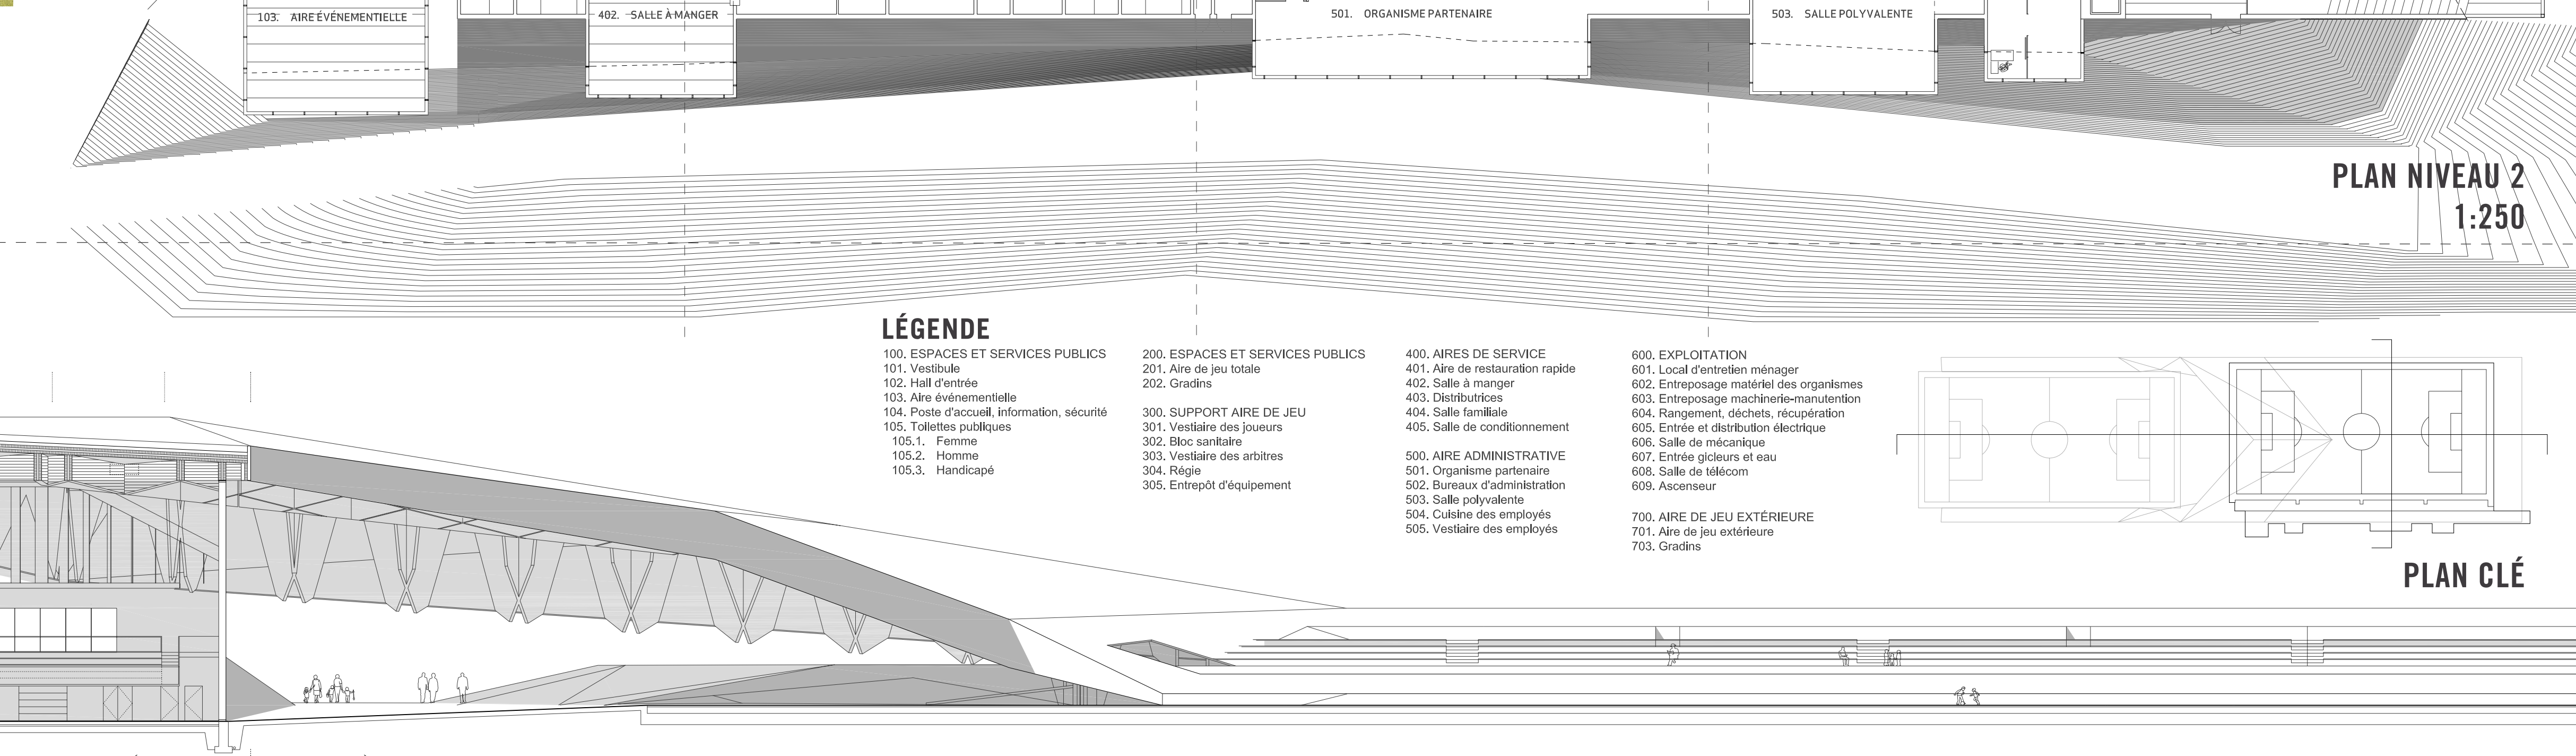 103. AIRE ÉVÉNEMENTIELLE
402. SALLE À MANGER
501. ORGANISME PARTENAIRE
503. SALLE POLYVALENTE
PLAN NIVEAU 2
1:250
LÉGENDE
100. ESPACES ET SERVICES PUBLICS
101. Vestibule
102. Hall d'entrée
103. Aire événementielle
104. Poste d'accueil, information, sécurité
105. Toilettes publiques
105.1. Femme
105.2. Homme
105.3. Handicapé
200. ESPACES ET SERVICES PUBLICS
201. Aire de jeu totale
202. Gradins
300. SUPPORT AIRE DE JEU
301. Vestiaire des joueurs
302. Bloc sanitaire
303. Vestiaire des arbitres
304. Régie
305. Entrepôt d'équipement
400. AIRES DE SERVICE
401. Aire de restauration rapide
402. Salle à manger
403. Distributrices
404. Salle familiale
405. Salle de conditionnement
500. AIRE ADMINISTRATIVE
501. Organisme partenaire
502. Bureaux d'administration
503. Salle polyvalente
504. Cuisine des employés
505. Vestiaire des employés
600. EXPLOITATION
601. Local d'entretien ménager
602. Entreposage matériel des organismes
603. Entreposage machinerie-manutention
604. Rangement, déchets, récupération
605. Entrée et distribution électrique
606. Salle de mécanique
607. Entrée gicleurs et eau
608. Salle de télécom
609. Ascenseur
700. AIRE DE JEU EXTÉRIEURE
701. Aire de jeu extérieure
703. Gradins
PLAN CLÉ